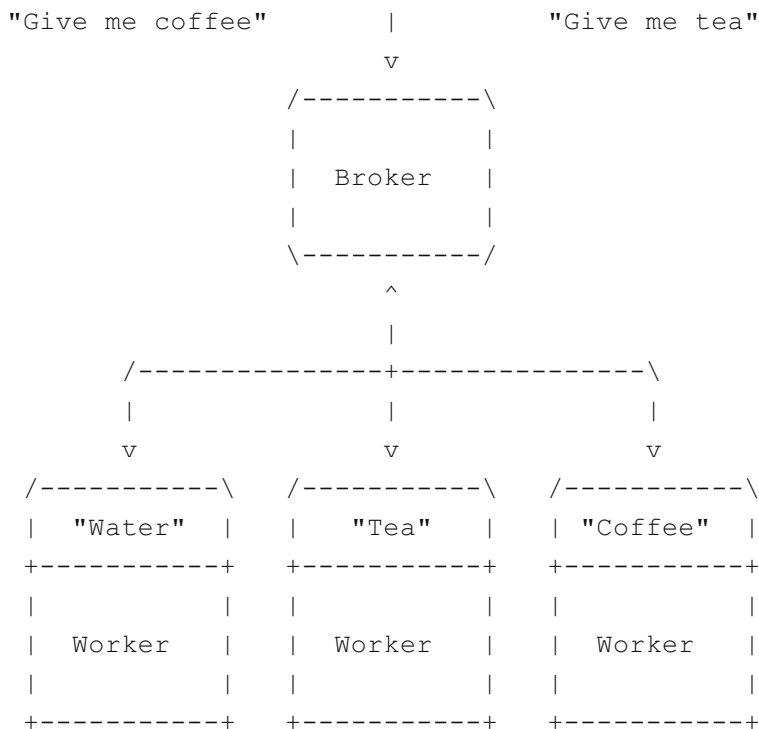 "Give me coffee" | "Give me tea"
v
/-----------\
| |
| Broker |
| |
\-----------/
^
|
/---------------+---------------\
| | |
v v v
/-----------\ /-----------\ /-----------\
| "Water" | | "Tea" | | "Coffee" |
+-----------+ +-----------+ +-----------+
| | | | | |
| Worker | | Worker | | Worker |
| | | | | |
+-----------+ +-----------+ +-----------+